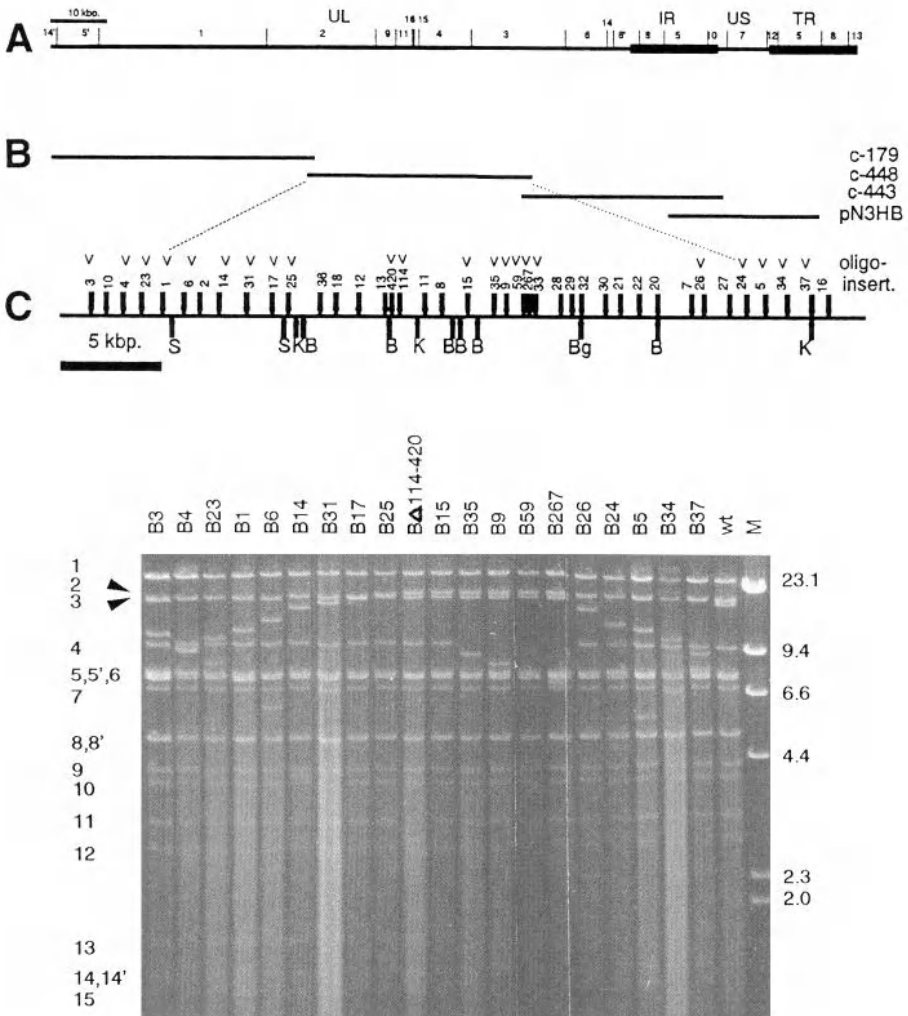 10 kbp. UL 14 IR US TR
A 14' 5' 1 2 9 11 16 15 4 3 6 6' 8 5 10 7 12 5 8 13
B c-179
c-448
c-443
pN3HB
oligo-
insert.
C 3 10 4 23 1 6 2 14 31 17 25 36 18 12 13 420 114 11 8 15 35 9 59 267 33 28 29 32 30 21 22 20 7 26 27 24 5 34 37 16
S S K B B K B B B Bg B K
5 kbp.
B3 B4 B23 B1 B6 B14 B31 B17 B25 BΔ114-420 B15 B35 B9 B59 B267 B26 B24 B5 B34 B37 wt M
1
2
3
4
5,5',6
7
8,8'
9
10
11
12
13
14,14'
15
23.1
9.4
6.6
4.4
2.3
2.0